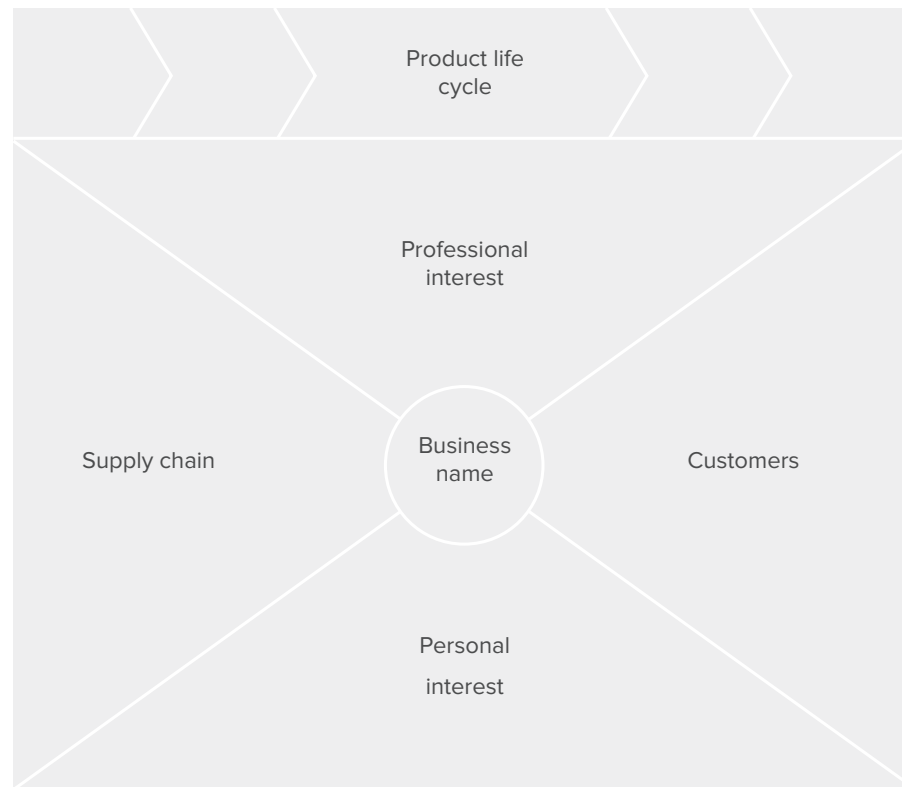 Product life
cycle
Professional
interest
Supply chain
Business
name
Customers
Personal
interest